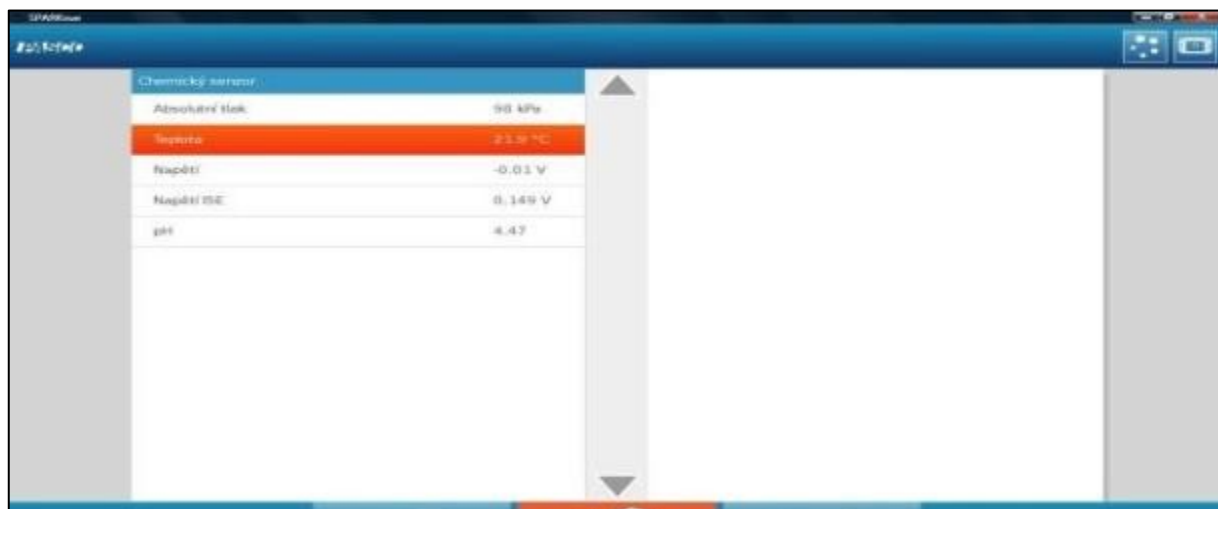 SPARKvue
Chemický senzor
Absolutní tlak 98 kPa
Teplota 21.9 °C
Napětí -0.01 V
Napětí ISE 0.149 V
pH 4.47